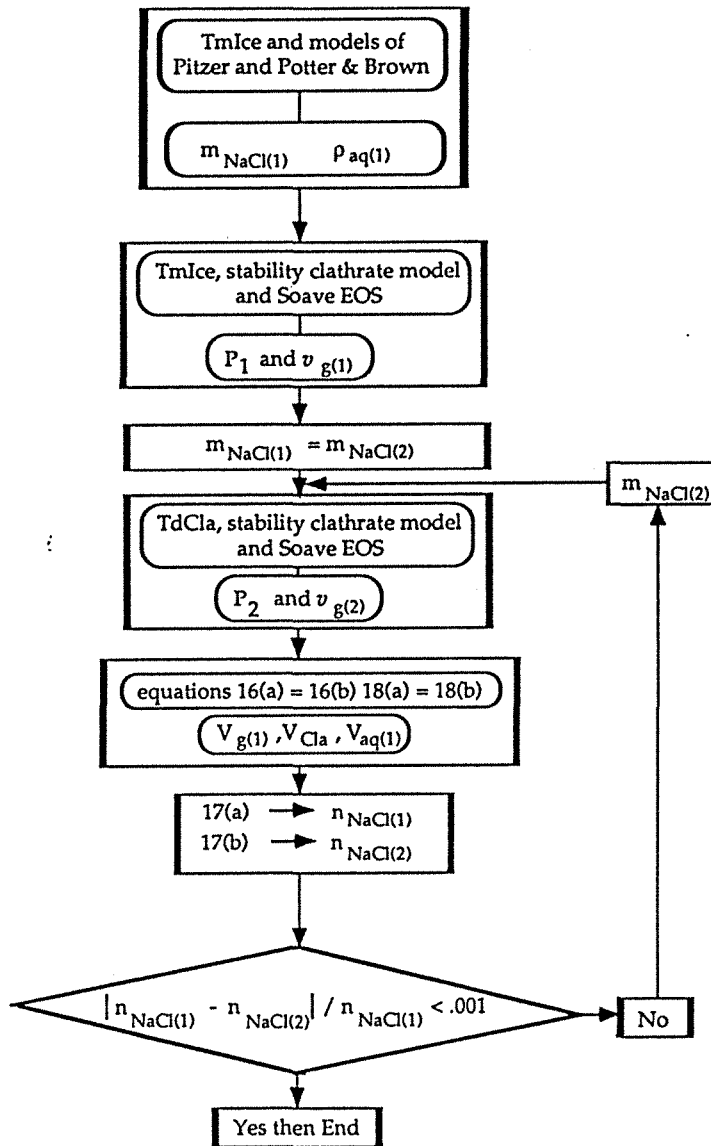 TmIce and models of
Pitzer and Potter & Brown
m NaCl(1) ρ aq(1)
TmIce, stability clathrate model
and Soave EOS
P1 and v g(1)
m NaCl(1) = m NaCl(2)
m NaCl(2)
TdCla, stability clathrate model
and Soave EOS
P2 and v g(2)
equations 16(a) = 16(b) 18(a) = 18(b)
V g(1) , V Cla , V aq(1)
17(a) → n NaCl(1)
17(b) → n NaCl(2)
| n NaCl(1) - n NaCl(2) | / n NaCl(1) < .001
No
Yes then End